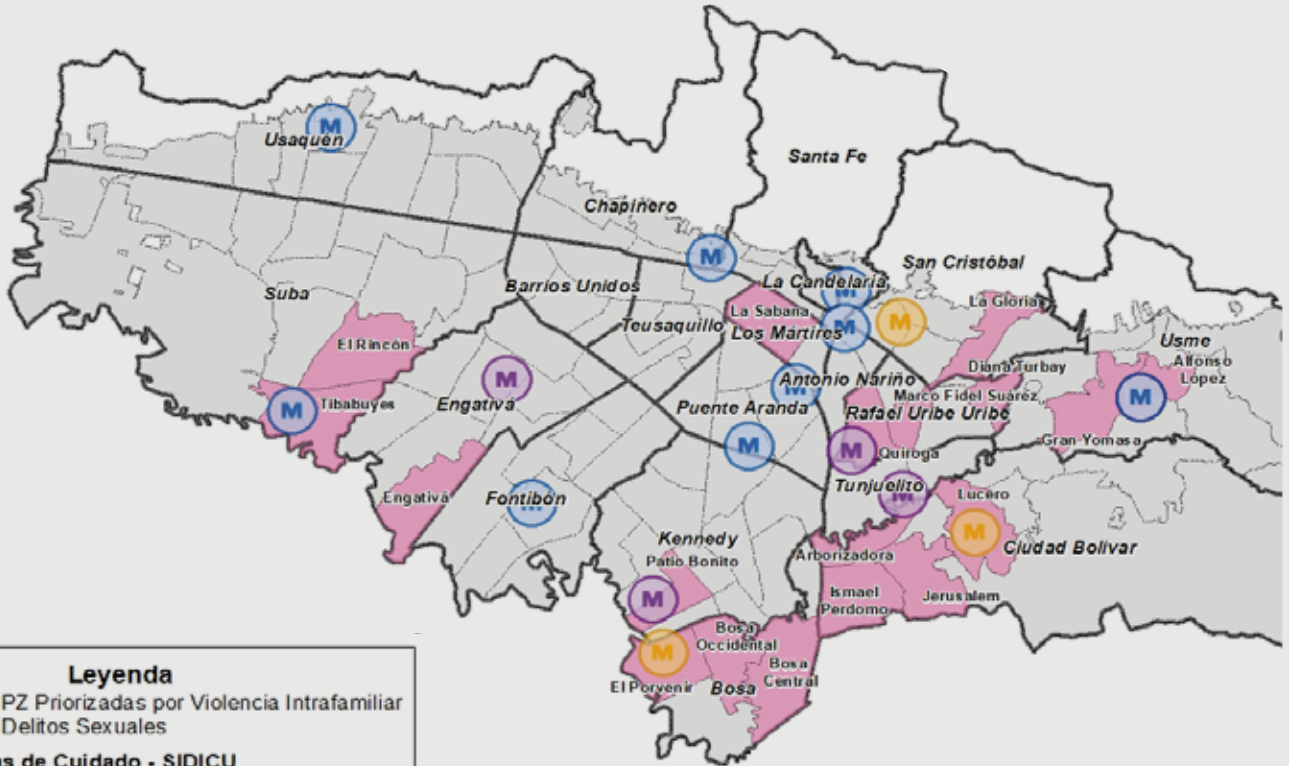 M
Usaquén
Santa Fe
Chapinero
San Cristóbal
M
La Candelaria
M
La Gloria
Suba
Barrios Unidos
La Sabana
M
Teusaquillo
Los Mártires
M
Usme
El Rincón
Diana Turbay
Alfonso
López
M
Engativá
Antonio Nariño
M
Marco Fidel Suárez
M
M
Tibabuyes
Puente Aranda
Rafael Uribe Uribe
Gran Yomasa
M
M
Quiroga
Engativá
Fontibón
M
Tunjuelito
M
Lucero
Kennedy
Patio Bonito
Arborizadora
M
Ciudad Bolívar
M
Ismael
Perdomo
Jerusalem
Bosa
Occidental
M
Bosa
Central
El Porvenir
Bosa
Leyenda
PZ Priorizadas por Violencia Intrafamiliar
Delitos Sexuales
s de Cuidado - SIDICU